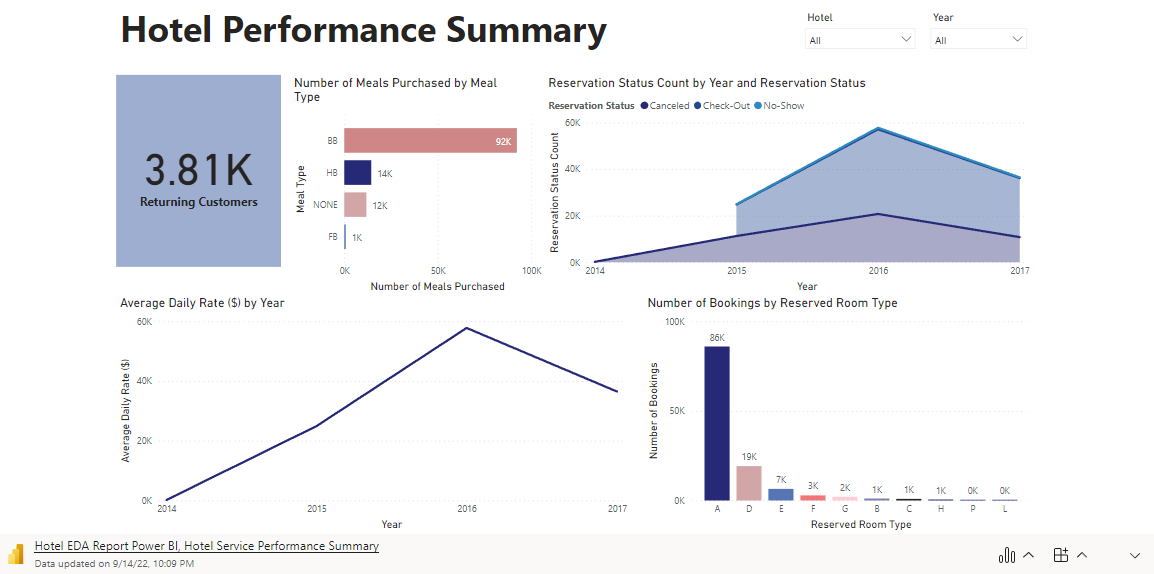 Hotel Performance Summary
Hotel
All
Year
All
3.81K
Returning Customers
Number of Meals Purchased by Meal
Type
Meal Type
BB
92K
HB
14K
NONE
12K
FB
1K
0K
50K
100K
Number of Meals Purchased
Reservation Status Count by Year and Reservation Status
Reservation Status Canceled Check-Out No-Show
Reservation Status Count
60K
40K
20K
0K
2014
2015
2016
2017
Year
Average Daily Rate ($) by Year
Average Daily Rate ($)
60K
40K
20K
0K
2014
2015
2016
2017
Year
Number of Bookings by Reserved Room Type
Number of Bookings
100K
50K
0K
86K
19K
7K
3K
2K
1K
1K
1K
0K
0K
A
D
E
F
G
B
C
H
P
L
Reserved Room Type
Hotel EDA Report Power BI, Hotel Service Performance Summary
Data updated on 9/14/22, 10:09 PM